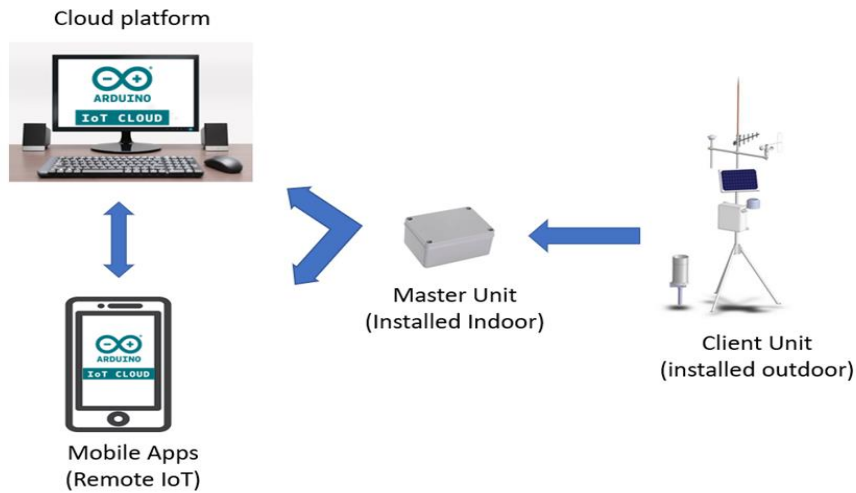 Cloud platform
ARDUINO
IoT CLOUD
Master Unit
(Installed Indoor)
Client Unit
(installed outdoor)
ARDUINO
IoT CLOUD
Mobile Apps
(Remote IoT)